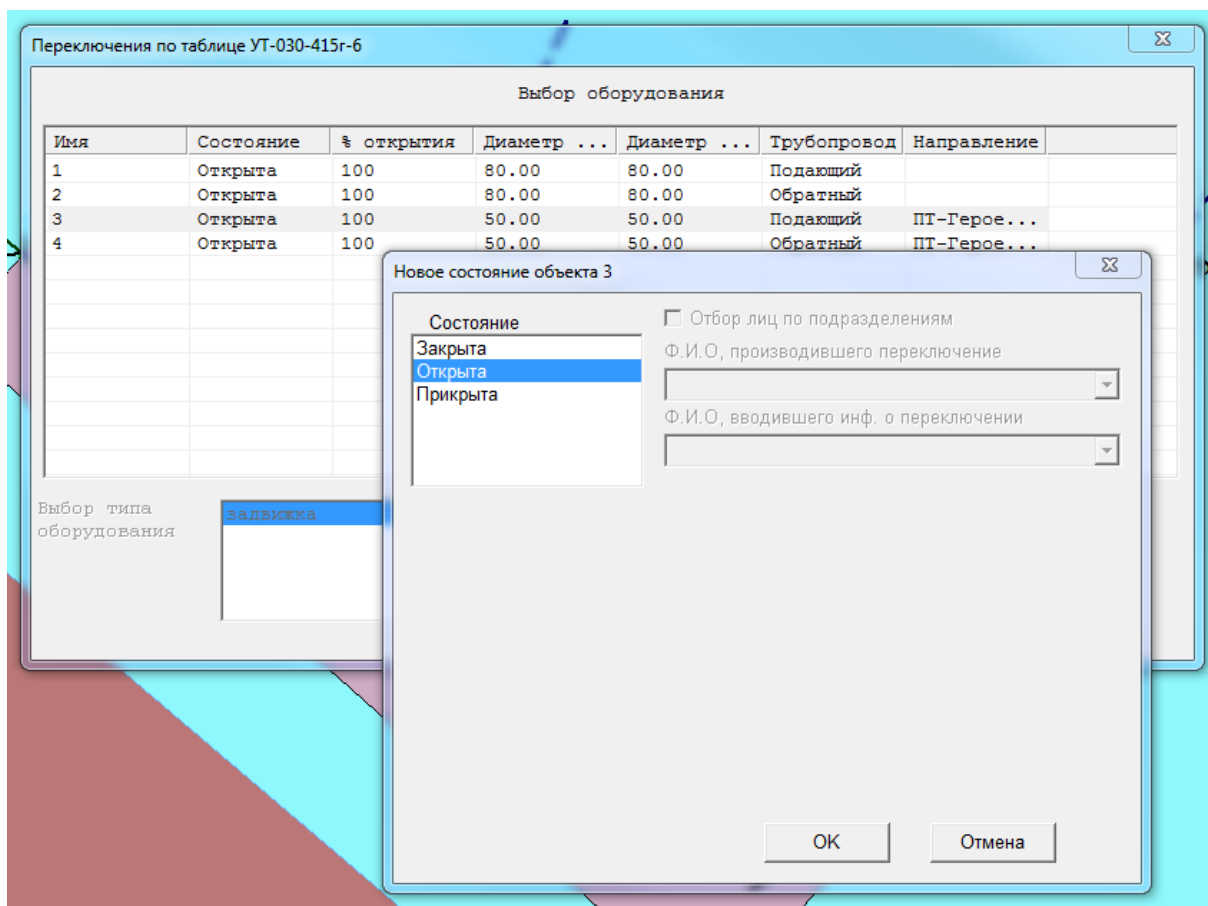 Переключения по таблице УТ-030-415г-6
Выбор оборудования
Имя Состояние % открытия Диаметр ... Диаметр ... Трубопровод Направление
1 Открыта 100 80.00 80.00 Подающий
2 Открыта 100 80.00 80.00 Обратный
3 Открыта 100 50.00 50.00 Подающий ПТ-Герое...
4 Открыта 100 50.00 50.00 Обратный ПТ-Герое...
Новое состояние объекта 3
Состояние
Закрыта
Открыта
Прикрыта
Отбор лиц по подразделениям
Ф.И.О, производившего переключение
Ф.И.О, вводившего инф. о переключении
Выбор типа
оборудования
задвижка
OK Отмена